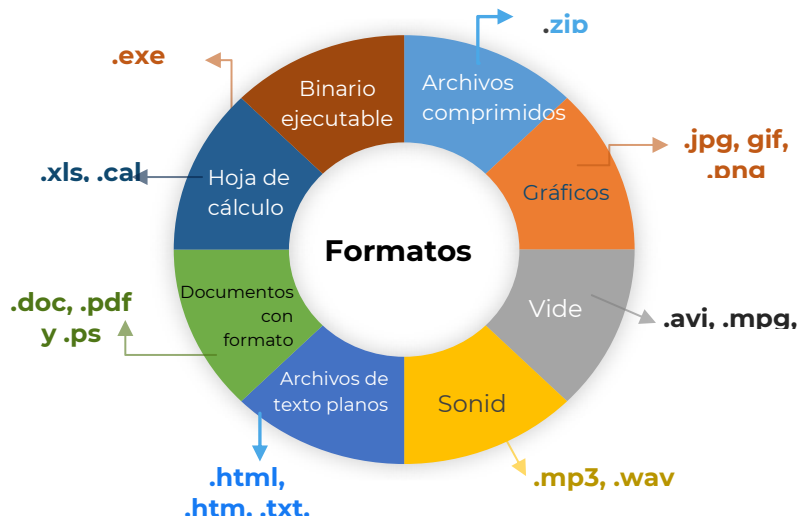 .zip
Archivos
comprimidos
.jpg, gif,
.png
Gráficos
Vide
.avi, .mpg,
Sonid
.mp3, .wav
Archivos de
texto planos
.html,
.htm, .txt,
Documentos
con
formato
.doc, .pdf
y .ps
Hoja de
cálculo
.xls, .cal
Binario
ejecutable
.exe
Formatos